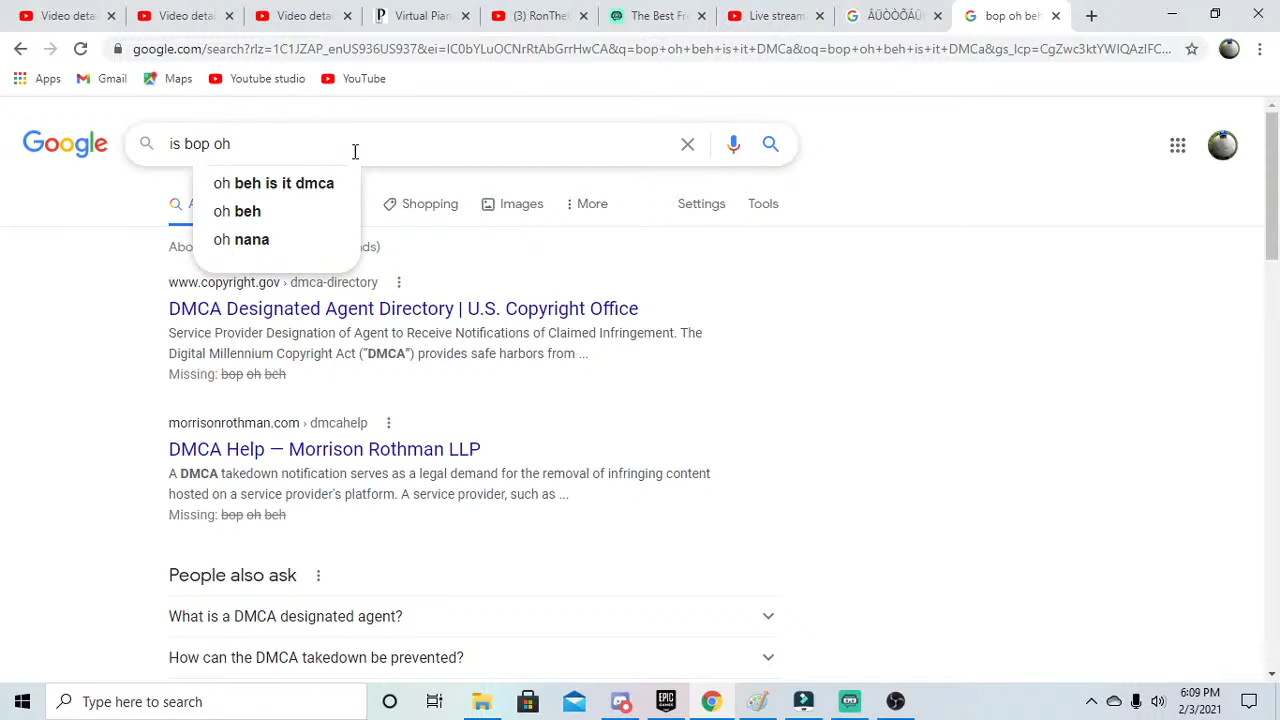 Video deta
Video deta
Video deta
Virtual Pian
(3) RonThe
The Best Fr
Live stream
ÂÜÖÒÕÂÚ
bop oh beh
google.com/search?rlz=1C1JZAP_enUS936US937&ei=IC0bYLuOCNrRtAbGrrHwCA&q=bop+oh+beh+is+it+DMCa&oq=bop+oh+beh+is+it+DMCa&gs_lcp=CgZwc3ktYWIQAzIFC...
Apps
Gmail
Maps
Youtube studio
YouTube
Google
is bop oh
oh beh is it dmca
oh beh
oh nana
A
Shopping
Images
More
Settings
Tools
Abo
ds)
www.copyright.gov › dmca-directory
DMCA Designated Agent Directory | U.S. Copyright Office
Service Provider Designation of Agent to Receive Notifications of Claimed Infringement. The
Digital Millennium Copyright Act ("DMCA") provides safe harbors from ...
Missing: bop oh beh
morrisonrothman.com › dmcahelp
DMCA Help — Morrison Rothman LLP
A DMCA takedown notification serves as a legal demand for the removal of infringing content
hosted on a service provider's platform. A service provider, such as ...
Missing: bop oh beh
People also ask
What is a DMCA designated agent?
How can the DMCA takedown be prevented?
Type here to search
EPIC
GAMES
6:09 PM
2/3/2021